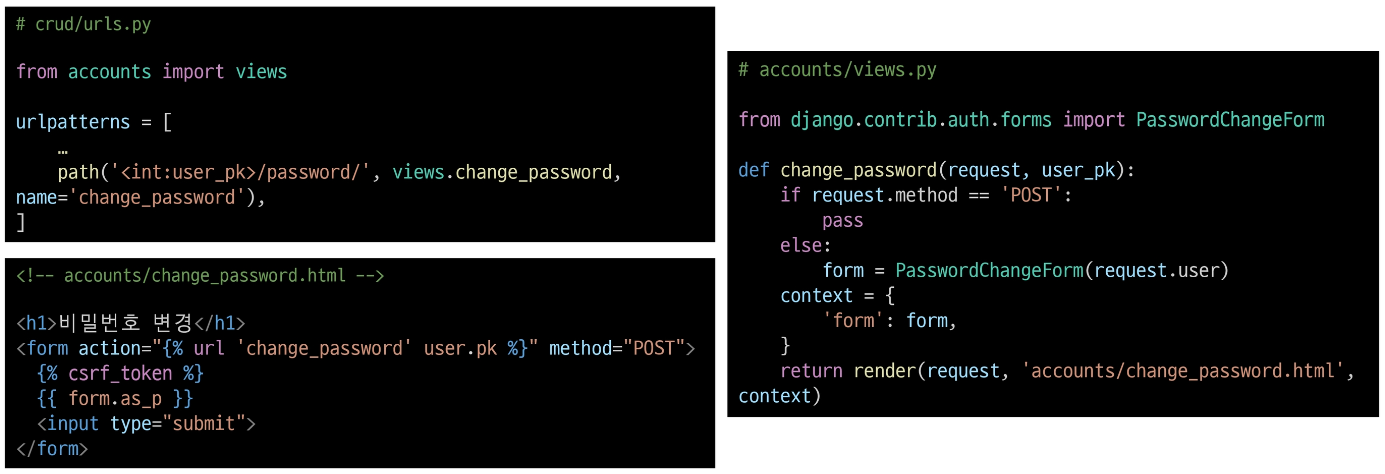 # crud/urls.py
from accounts import views
urlpatterns = [
…
path('<int:user_pk>/password/', views.change_password,
name='change_password'),
]
<!-- accounts/change_password.html -->
<h1>비밀번호 변경</h1>
<form action="{% url 'change_password' user.pk %}" method="POST">
{% csrf_token %}
{{ form.as_p }}
<input type="submit">
</form>
# accounts/views.py
from django.contrib.auth.forms import PasswordChangeForm
def change_password(request, user_pk):
if request.method == 'POST':
pass
else:
form = PasswordChangeForm(request.user)
context = {
'form': form,
}
return render(request, 'accounts/change_password.html',
context)